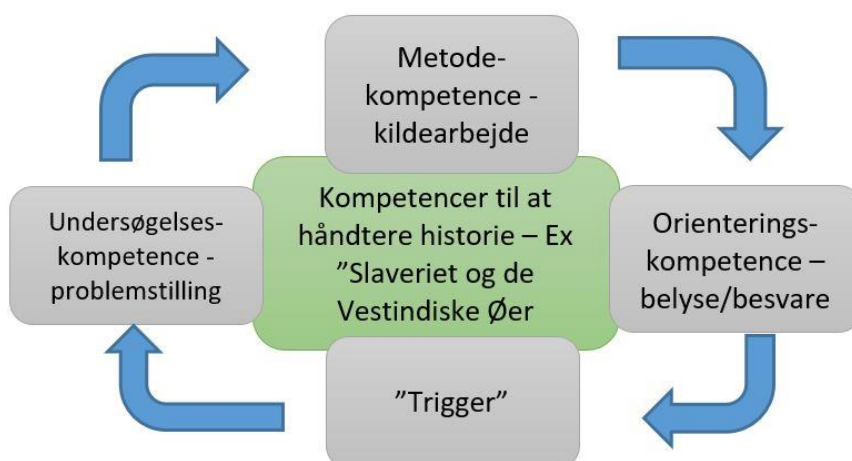 Metode-
kompetence -
kildearbejde
Undersøgelses-
kompetence -
problemstilling
Kompetencer til at
håndtere historie – Ex
”Slaveriet og de
Vestindiske Øer
Orienterings-
kompetence –
belyse/besvare
”Trigger”